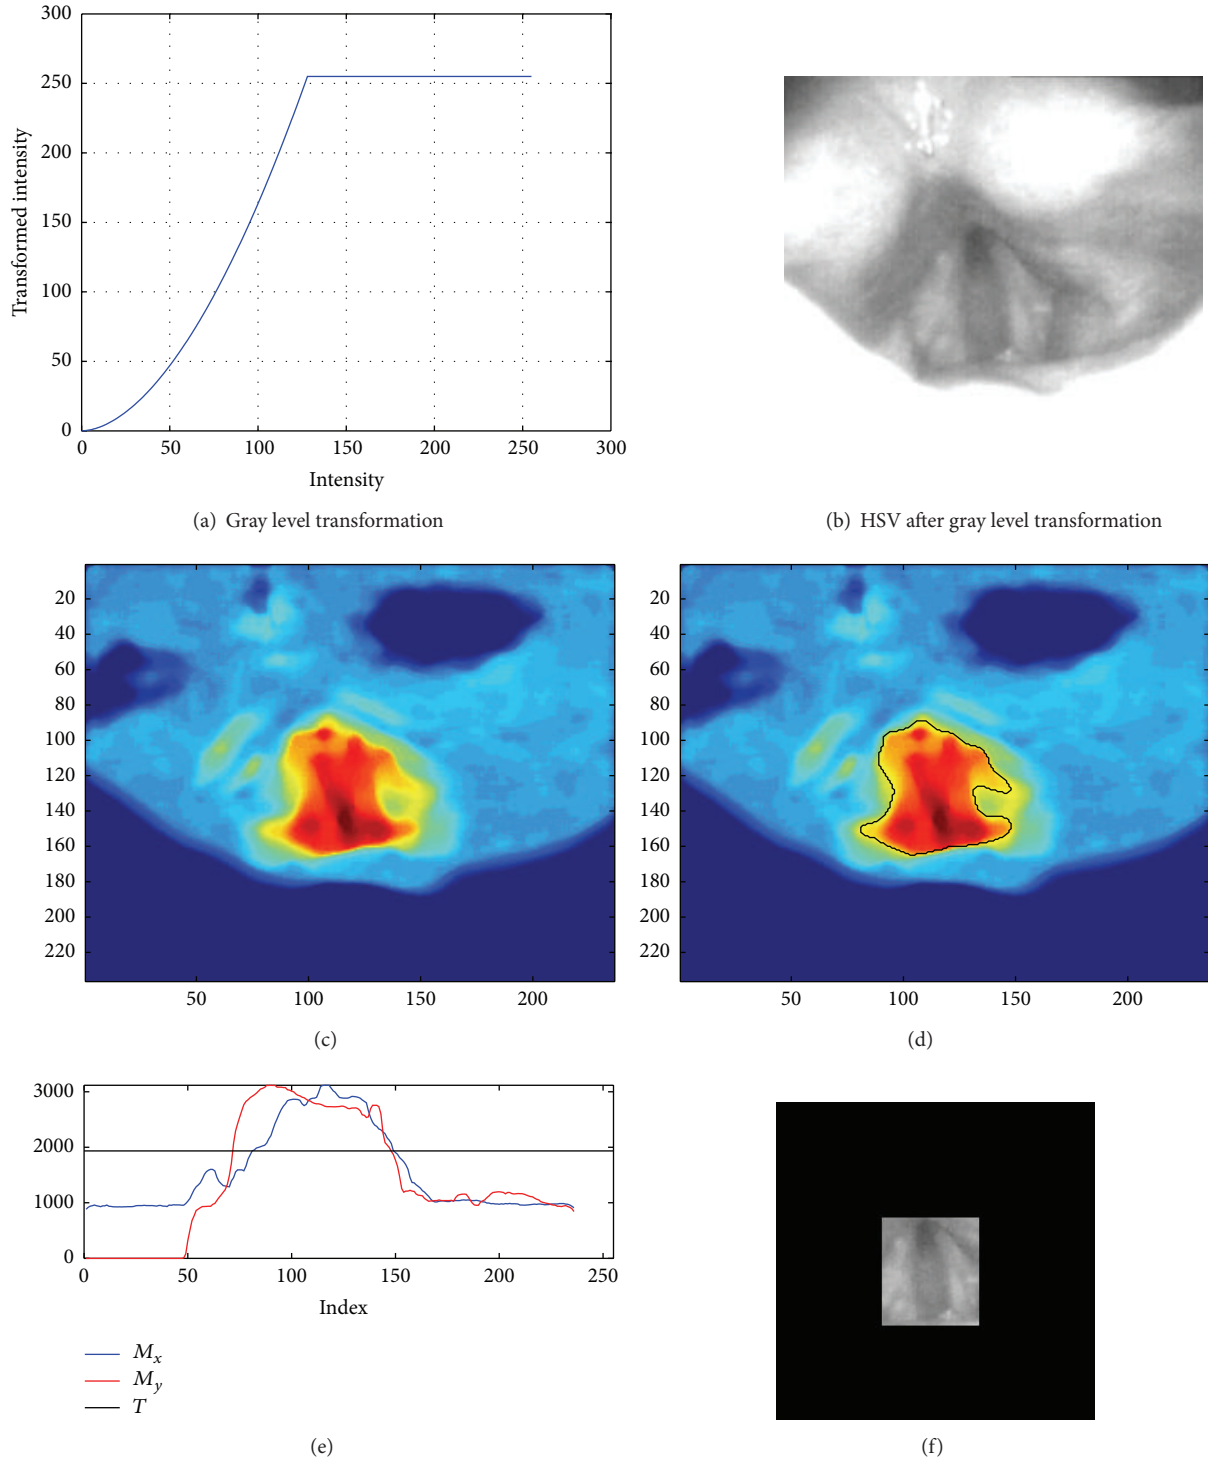 300
250
200
150
100
50
0
0 50 100 150 200 250 300
Transformed intensity
Intensity
(a) Gray level transformation
(b) HSV after gray level transformation
20
40
60
80
100
120
140
160
180
200
220
50 100 150 200
(c)
20
40
60
80
100
120
140
160
180
200
220
50 100 150 200
(d)
3000
2000
1000
0
0 50 100 150 200 250
Index
M_x
M_y
T
(e)
(f)